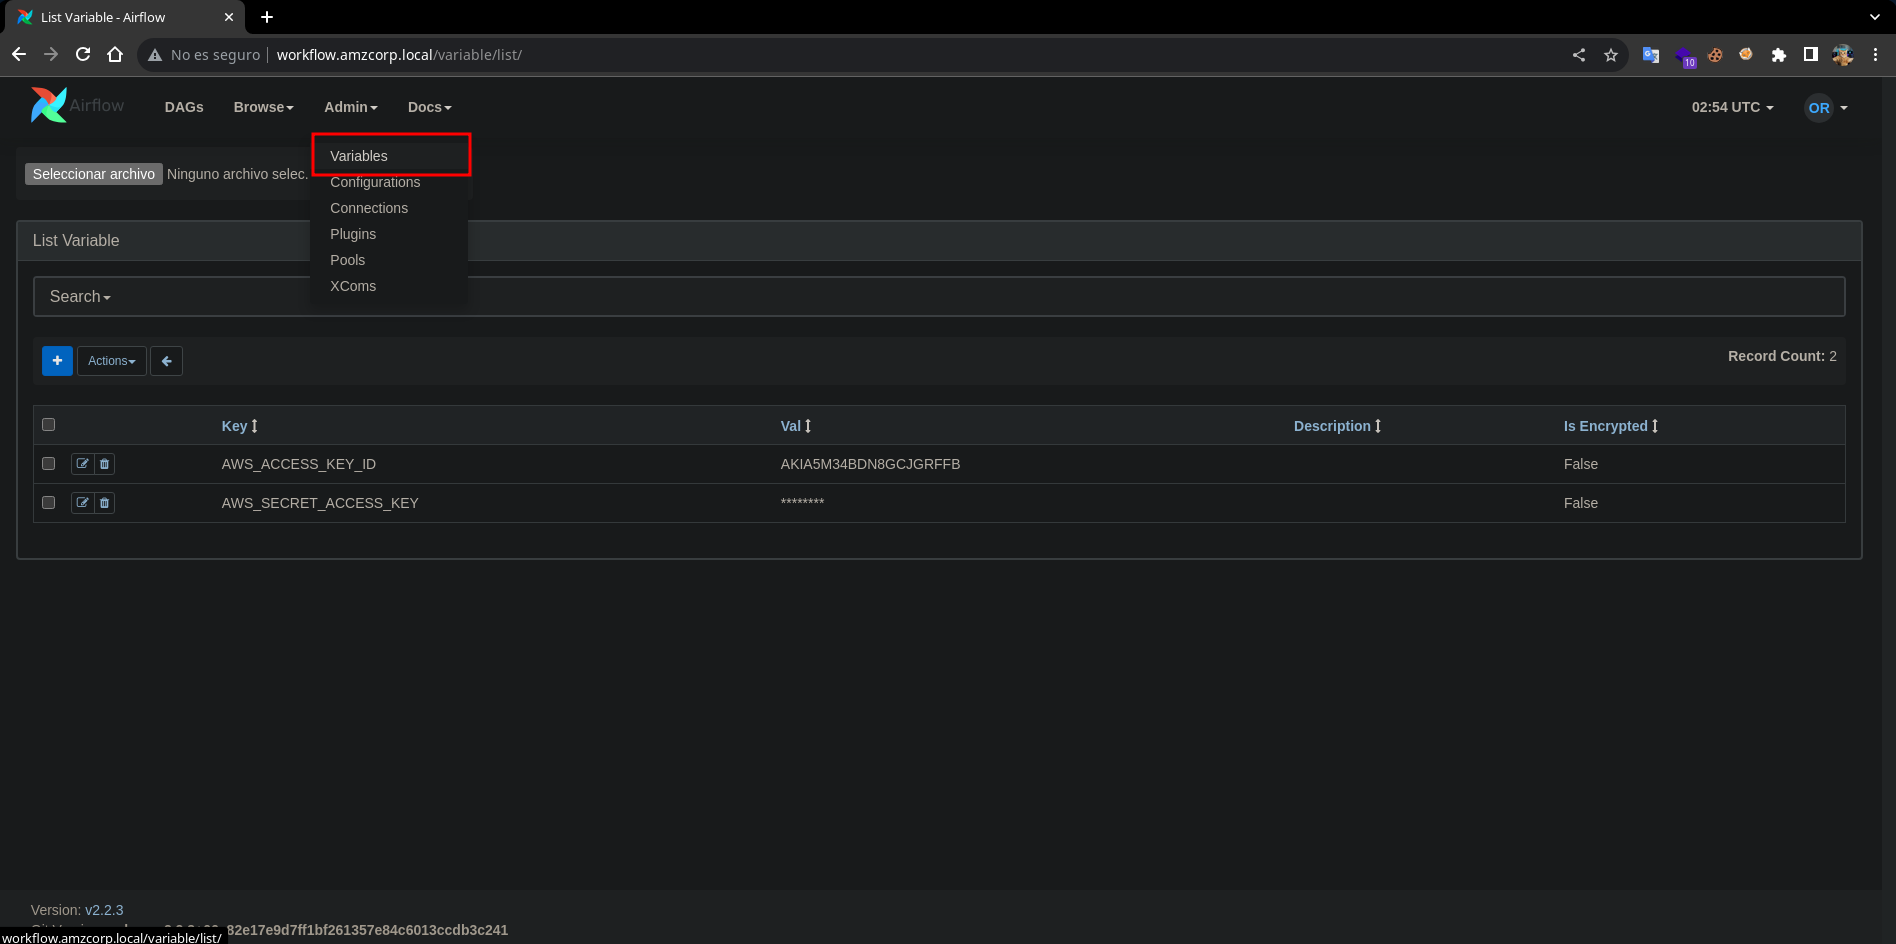 List Variable - Airflow
No es seguro workflow.amzcorp.local/variable/list/
10
Airflow DAGs Browse Admin Docs 02:54 UTC OR
Variables
Seleccionar archivo Ninguno archivo selec.
Configurations
Connections
Plugins
Pools
XComs
List Variable
Search
Actions
Record Count: 2
Key Val Description Is Encrypted
AWS_ACCESS_KEY_ID AKIA5M34BDN8GCJGRFFB False
AWS_SECRET_ACCESS_KEY ******** False
Version: v2.2.3
82e17e9d7ff1bf261357e84c6013ccdb3c241
workflow.amzcorp.local/variable/list/